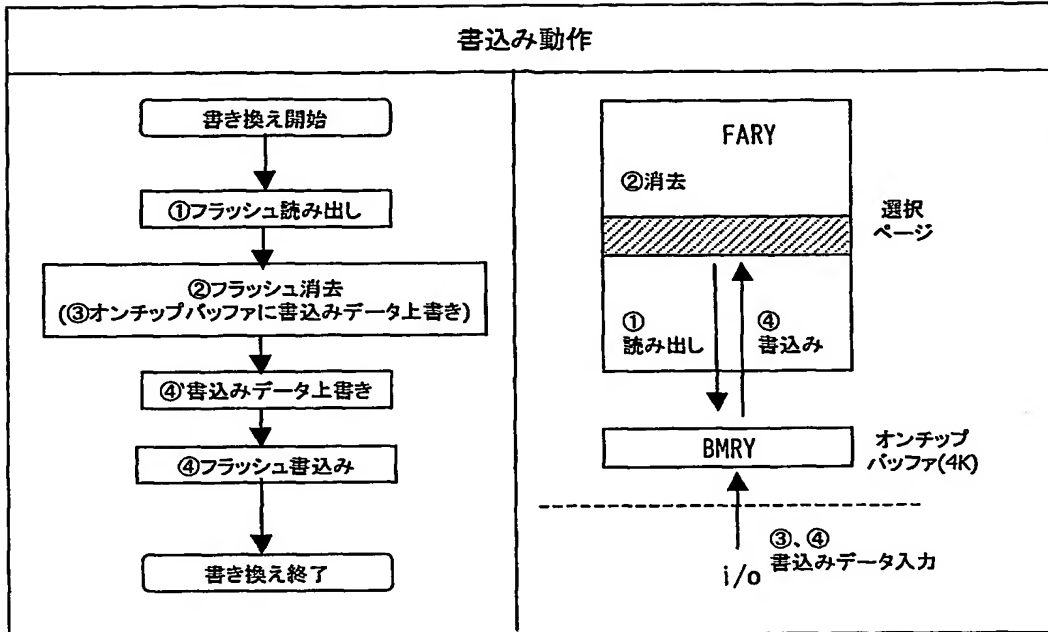 書込み動作
書き換え開始
①フラッシュ読み出し
②フラッシュ消去
(③オンチップバッファに書込みデータ上書き)
④'書込みデータ上書き
④フラッシュ書込み
書き換え終了
FARY
②消去
選択
ページ
①
読み出し
④
書込み
BMRY
オンチップ
バッファ(4K)
③、④
書込みデータ入力
i/o